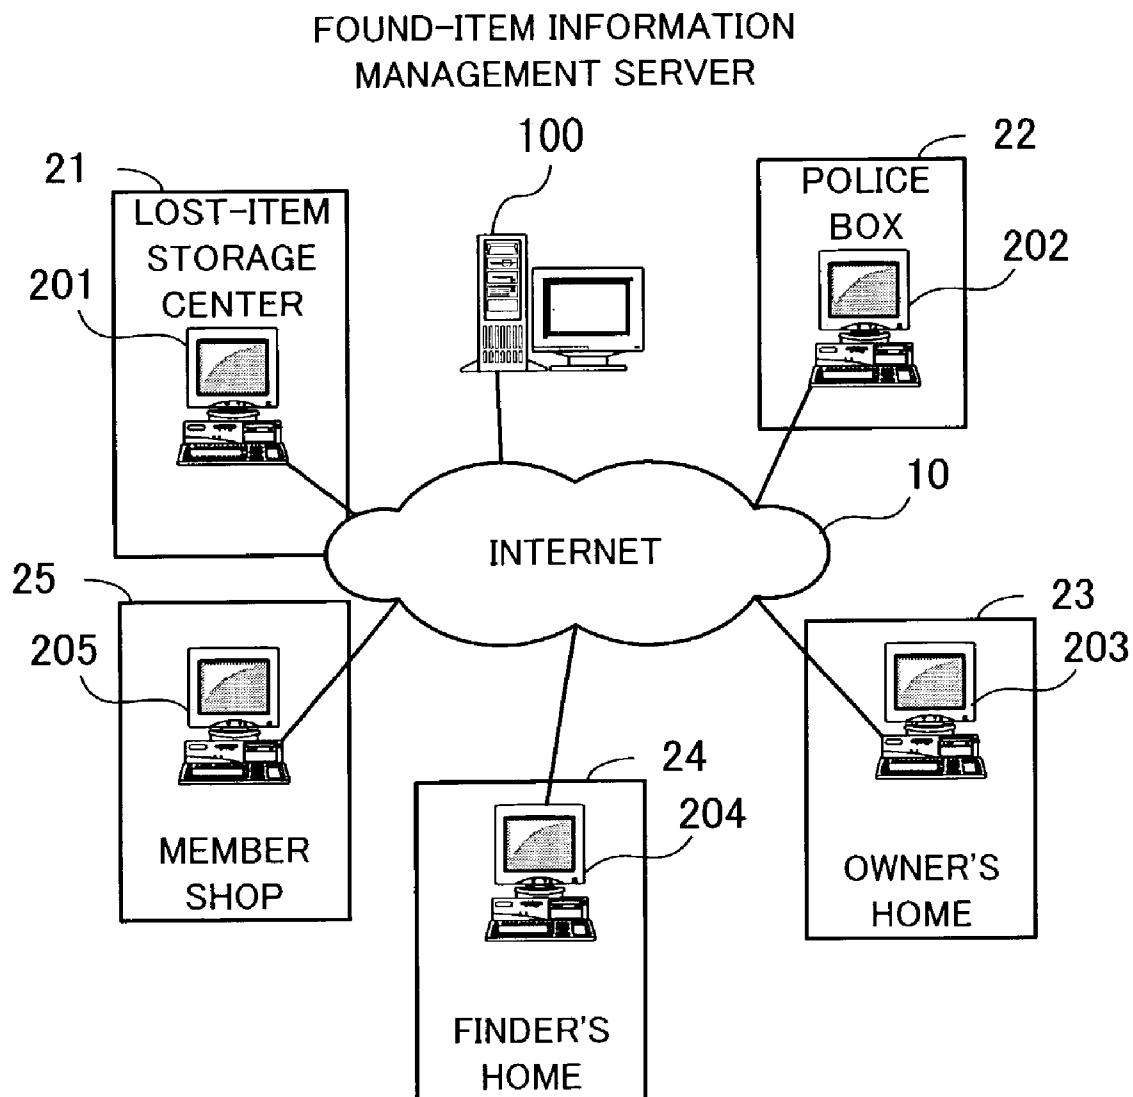 FOUND-ITEM INFORMATION
MANAGEMENT SERVER
100
21
LOST-ITEM
STORAGE
CENTER
201
22
POLICE
BOX
202
10
INTERNET
25
205
MEMBER
SHOP
24
204
FINDER'S
HOME
23
203
OWNER'S
HOME